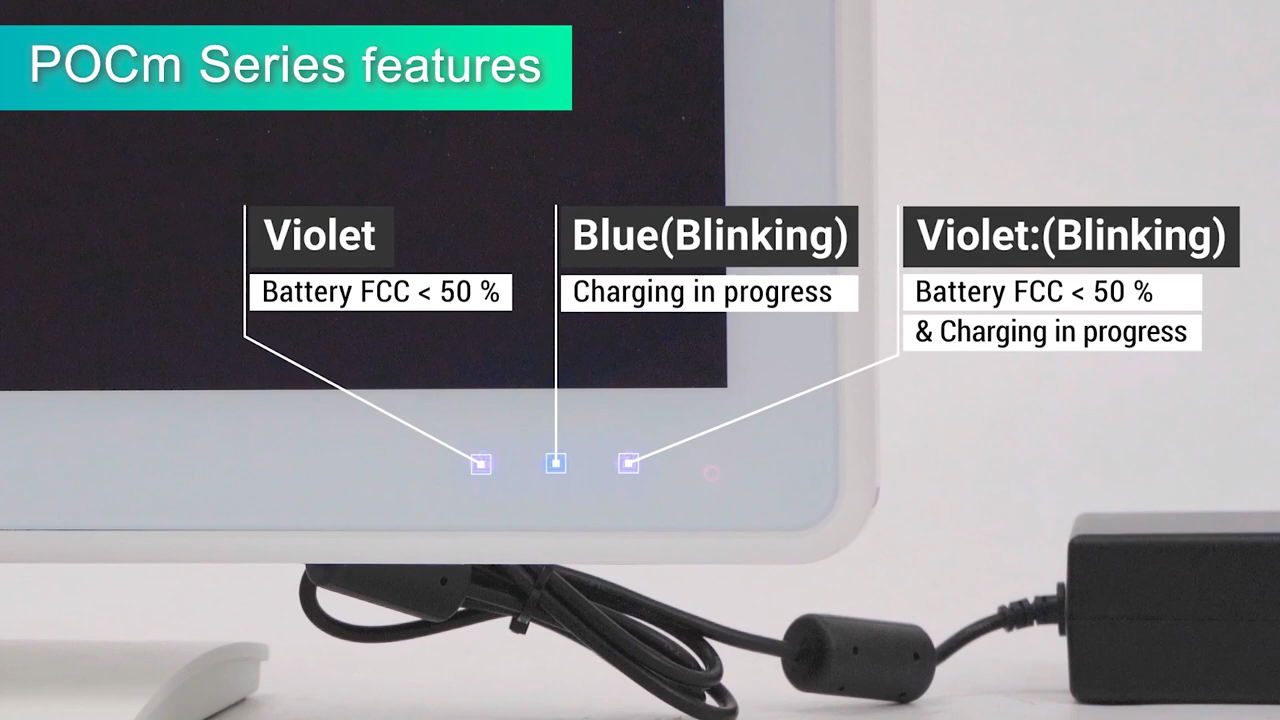 POCm Series features
Violet
Battery FCC < 50 %
Blue(Blinking)
Charging in progress
Violet:(Blinking)
Battery FCC < 50 %
& Charging in progress